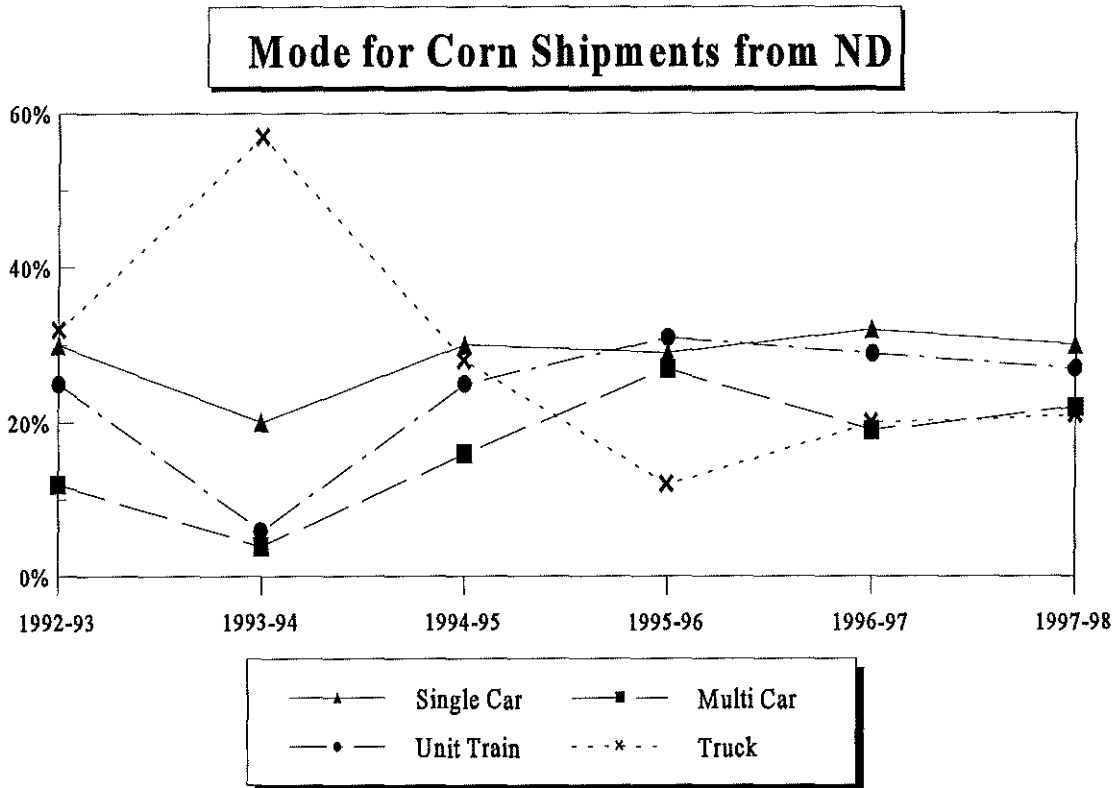 Mode for Corn Shipments from ND
60%
40%
20%
0%
1992-93 1993-94 1994-95 1995-96 1996-97 1997-98
Single Car Multi Car
Unit Train Truck